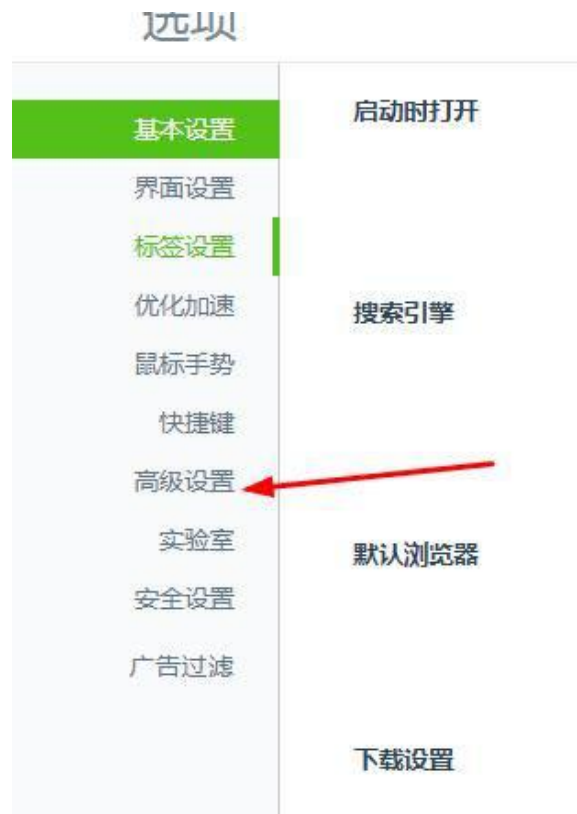 选项
基本设置
界面设置
标签设置
优化加速
鼠标手势
快捷键
高级设置
实验室
安全设置
广告过滤
启动时打开
搜索引擎
默认浏览器
下载设置